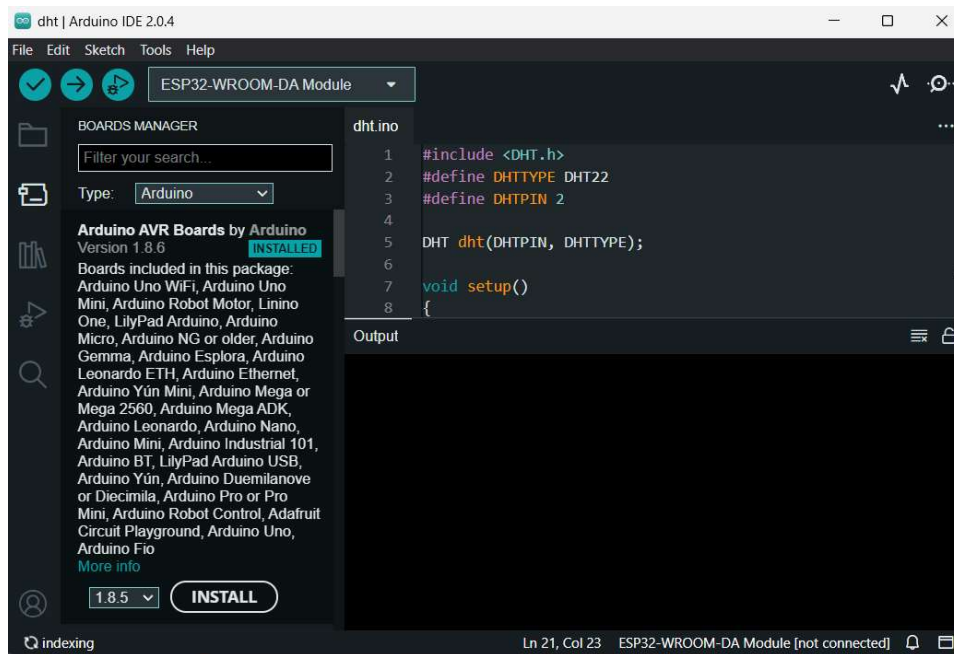 dht | Arduino IDE 2.0.4
File Edit Sketch Tools Help
ESP32-WROOM-DA Module
BOARDS MANAGER
Filter your search...
Type: Arduino
Arduino AVR Boards by Arduino
Version 1.8.6 INSTALLED
Boards included in this package:
Arduino Uno WiFi, Arduino Uno
Mini, Arduino Robot Motor, Linino
One, LilyPad Arduino, Arduino
Micro, Arduino NG or older, Arduino
Gemma, Arduino Esplora, Arduino
Leonardo ETH, Arduino Ethernet,
Arduino Yún Mini, Arduino Mega or
Mega 2560, Arduino Mega ADK,
Arduino Leonardo, Arduino Nano,
Arduino Mini, Arduino Industrial 101,
Arduino BT, LilyPad Arduino USB,
Arduino Yún, Arduino Duemilanove
or Diecimila, Arduino Pro or Pro
Mini, Arduino Robot Control, Adafruit
Circuit Playground, Arduino Uno,
Arduino Fio
More info
1.8.5 INSTALL
dht.ino
1 #include <DHT.h>
2 #define DHTTYPE DHT22
3 #define DHTPIN 2
4
5 DHT dht(DHTPIN, DHTTYPE);
6
7 void setup()
8 {
Output
indexing
Ln 21, Col 23 ESP32-WROOM-DA Module [not connected]